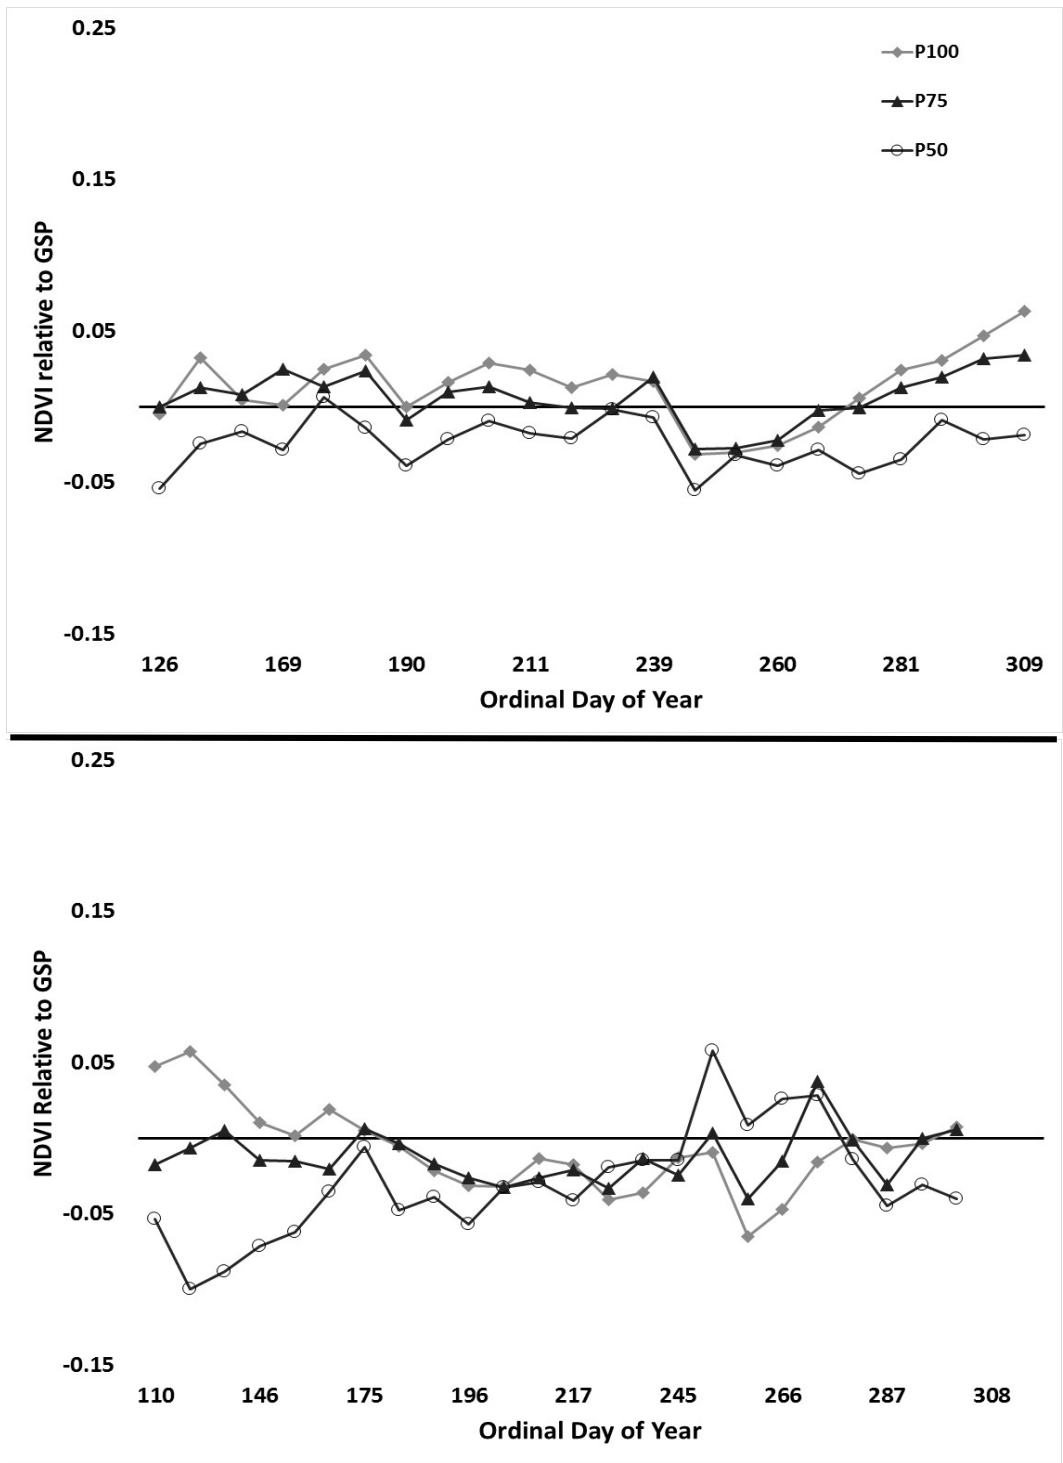 0.25
P100
P75
P50
0.15
0.05
-0.05
-0.15
NDVI relative to GSP
126 169 190 211 239 260 281 309
Ordinal Day of Year
0.25
0.15
0.05
-0.05
-0.15
NDVI Relative to GSP
110 146 175 196 217 245 266 287 308
Ordinal Day of Year